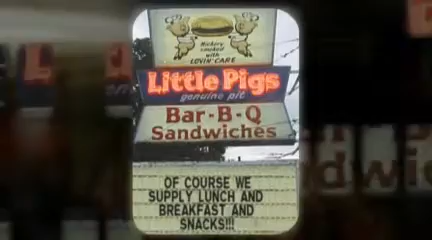 Hickory
smoked
with
LOVIN' CARE
Little Pigs
genuine pit
Bar-B-Q
Sandwiches
OF COURSE WE
SUPPLY LUNCH AND
BREAKFAST AND
SNACKS!!!